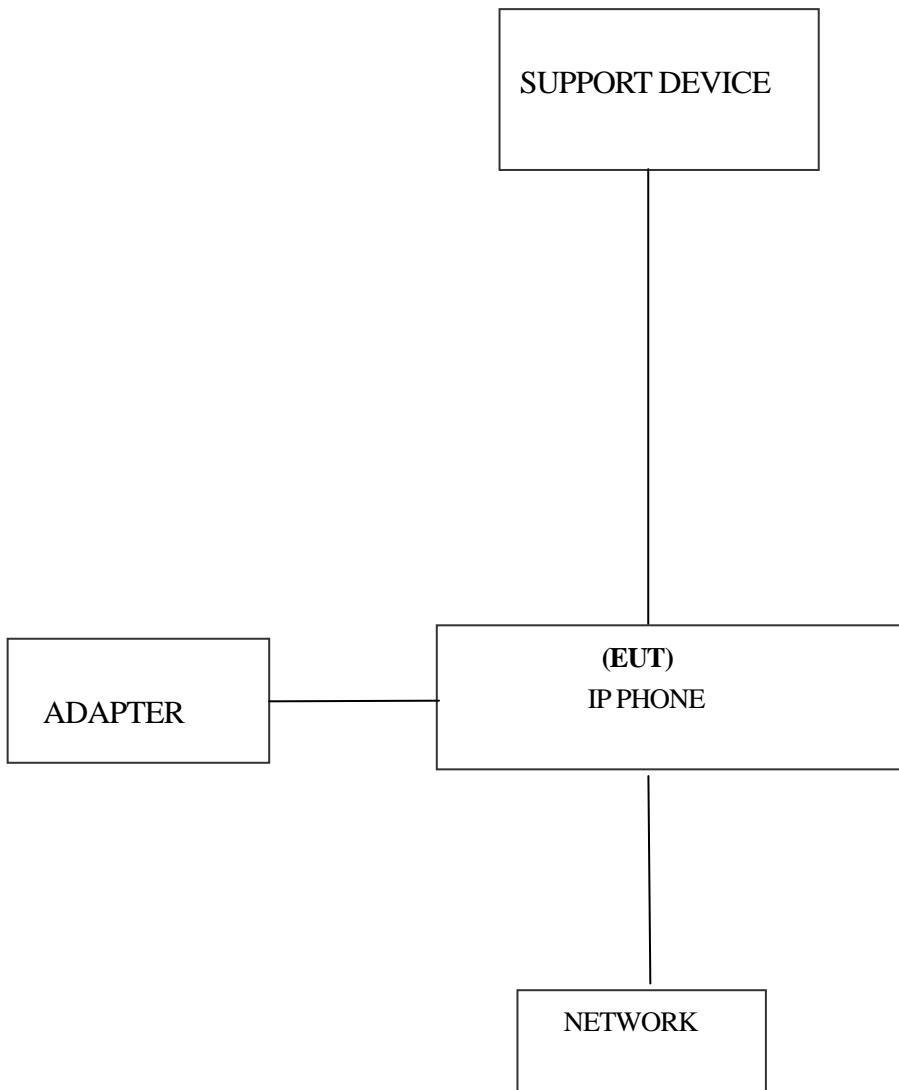 SUPPORT DEVICE
(EUT)
IP PHONE
ADAPTER
NETWORK